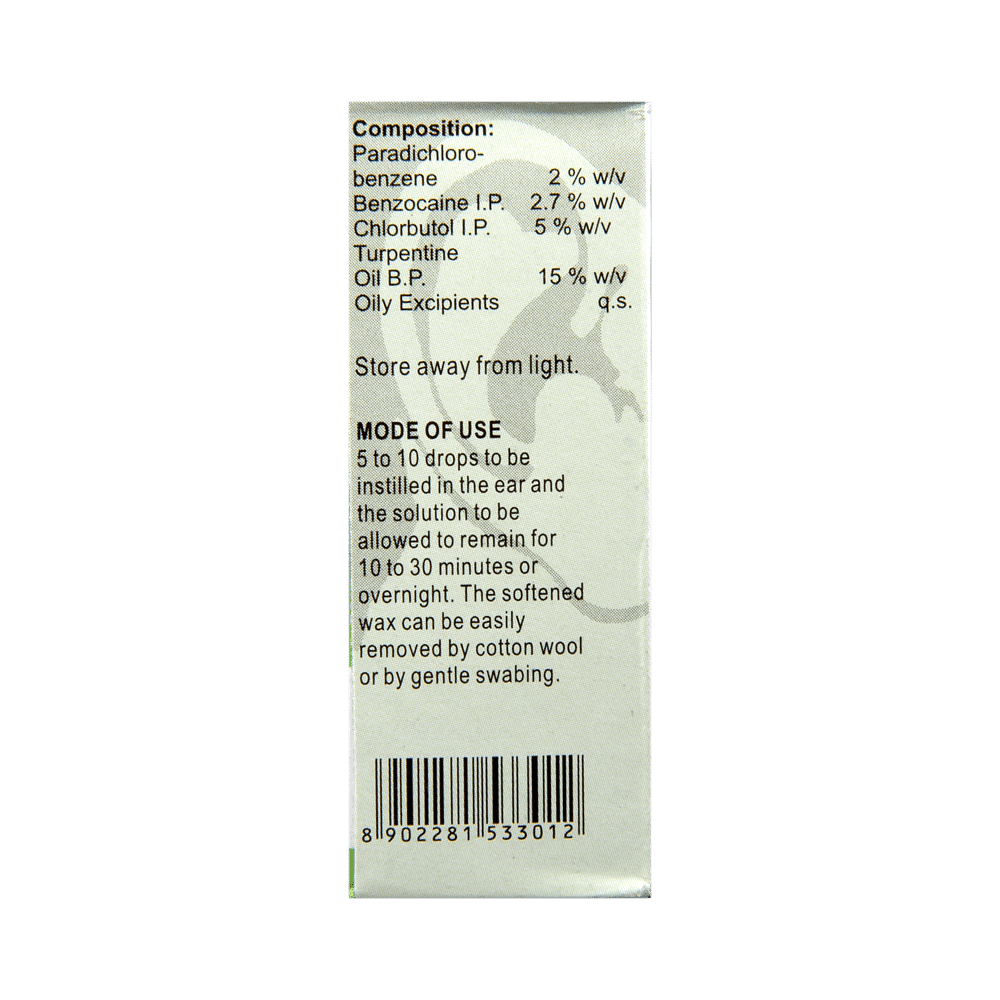 Composition:
Paradichloro-
benzene 2 % w/v
Benzocaine I.P. 2.7 % w/v
Chlorbutol I.P. 5 % w/v
Turpentine
Oil B.P. 15 % w/v
Oily Excipients q.s.
Store away from light.
MODE OF USE
5 to 10 drops to be
instilled in the ear and
the solution to be
allowed to remain for
10 to 30 minutes or
overnight. The softened
wax can be easily
removed by cotton wool
or by gentle swabing.
8 902281 533012